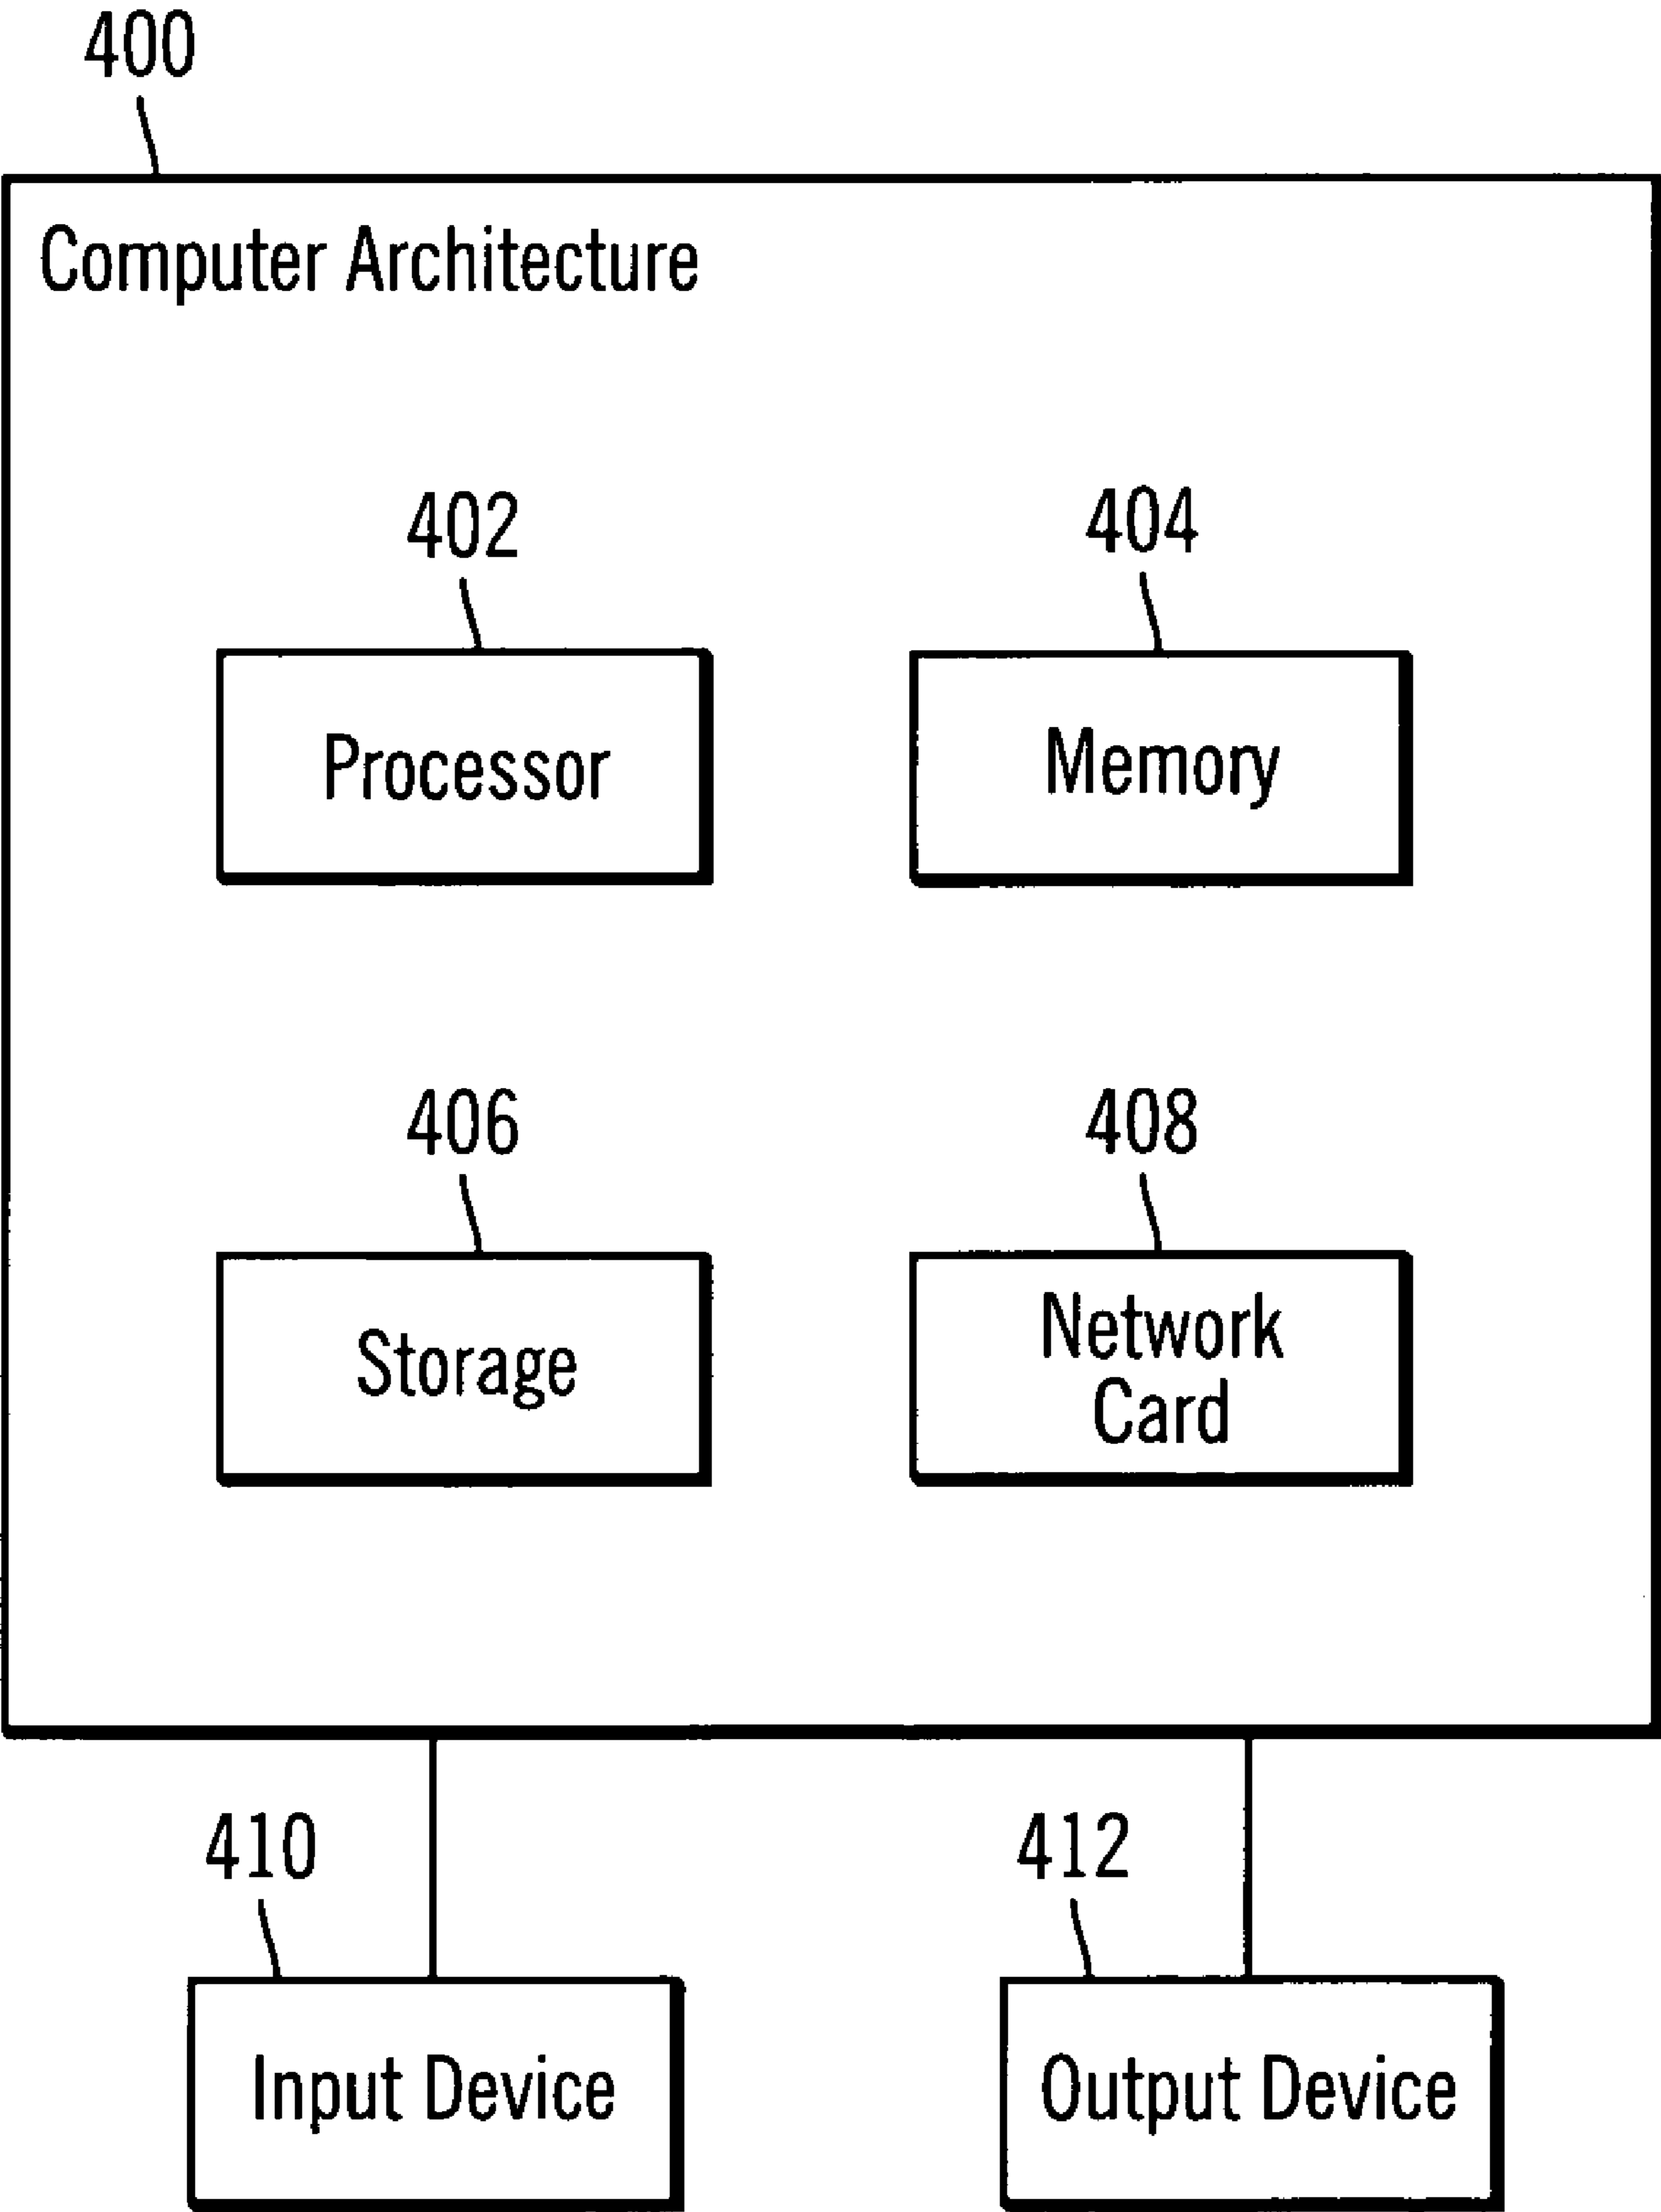 400
Computer Architecture
402
404
Processor
Memory
406
408
Storage
Network
Card
410
412
Input Device
Output Device